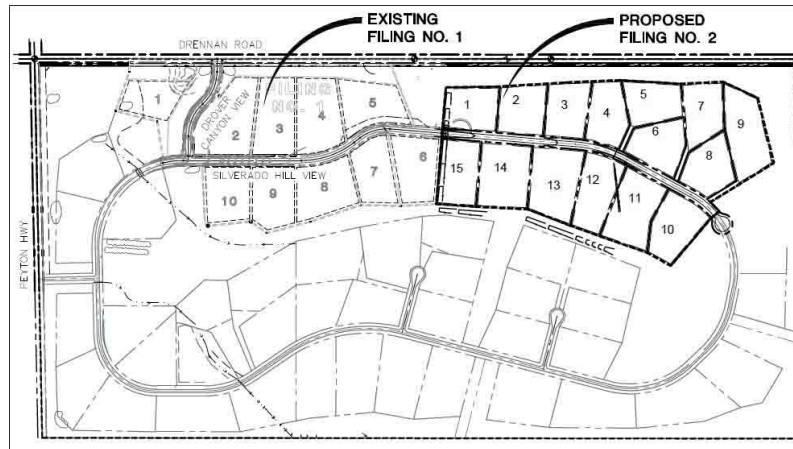 EXISTING
FILING NO. 1
PROPOSED
FILING NO. 2
DRENNAN ROAD
FILING
NO. 1
DROVER
CANYON VIEW
SILVERADO HILL VIEW
PEYTON HWY
1
2
3
4
5
6
7
8
9
10
1
2
3
4
5
6
7
8
9
10
11
12
13
14
15